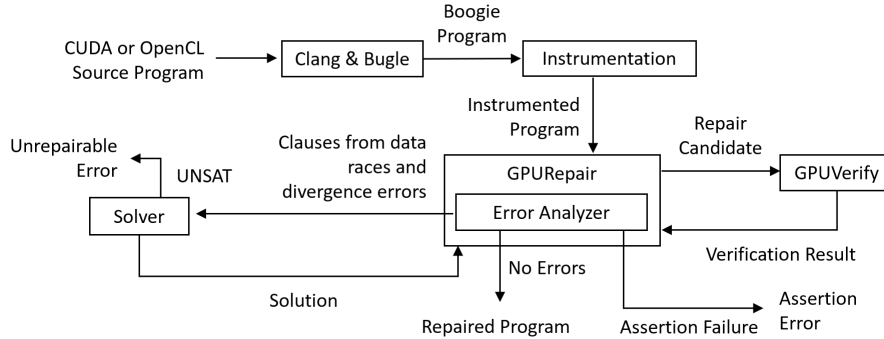 Boogie
Program
CUDA or OpenCL
Source Program
Clang & Bugle
Instrumentation
Instrumented
Program
Repair
Candidate
Unrepairable
Error
UNSAT
Clauses from data
races and
divergence errors
GPURepair
GPUVerify
Solver
Error Analyzer
Verification Result
No Errors
Solution
Repaired Program
Assertion Failure
Assertion
Error